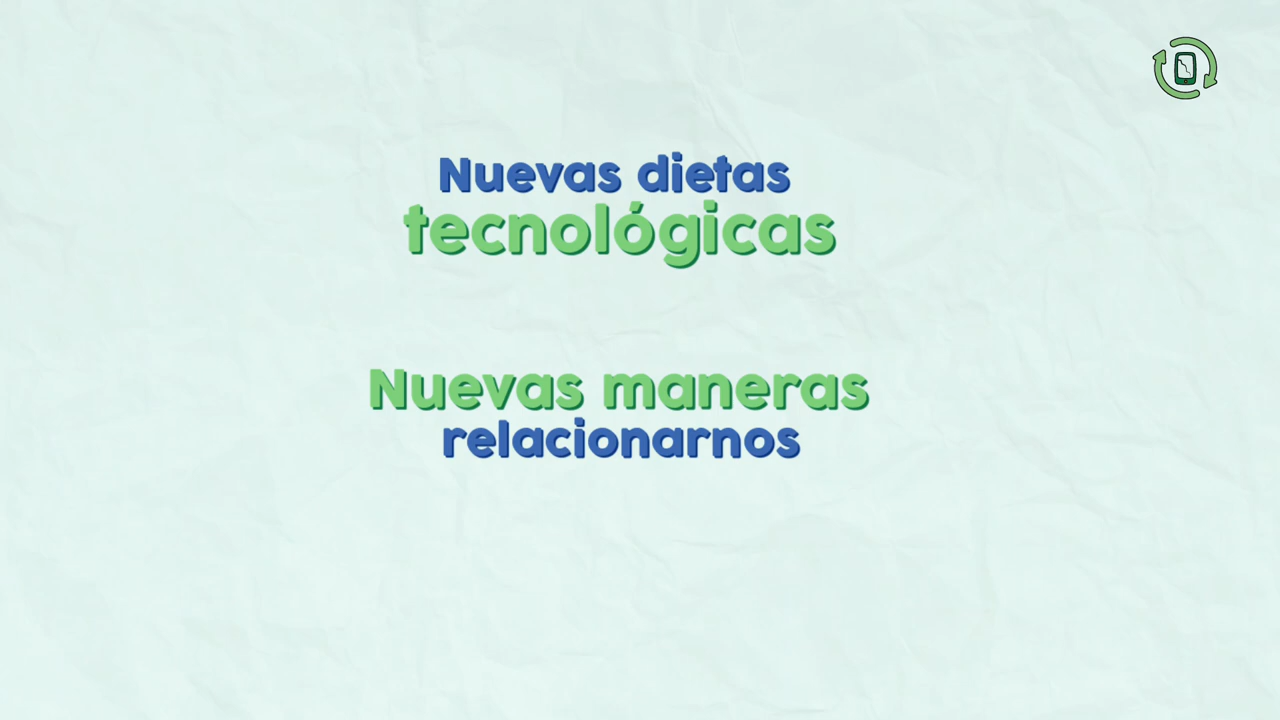 Nuevas dietas
tecnológicas
Nuevas maneras
relacionarnos